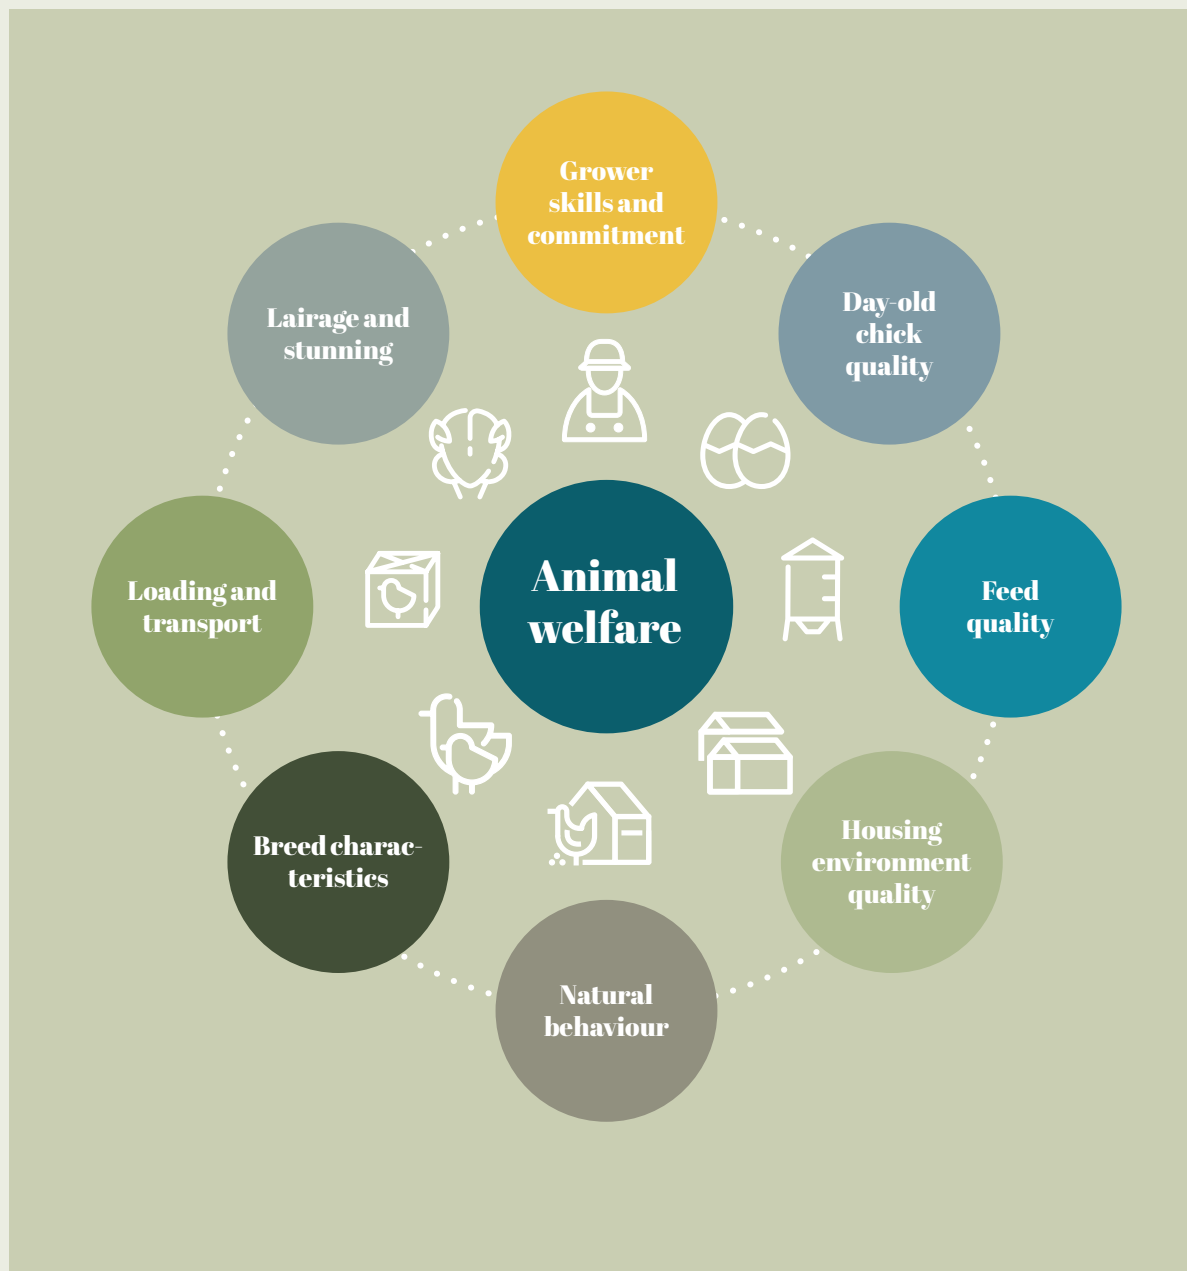 Grower
skills and
commitment
Day-old
chick
quality
Feed
quality
Housing
environment
quality
Natural
behaviour
Breed charac-
teristics
Loading and
transport
Lairage and
stunning
Animal
welfare